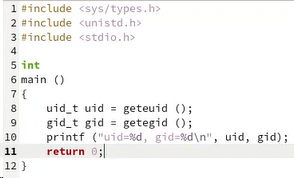 1 #include <sys/types.h>
2 #include <unistd.h>
3 #include <stdio.h>
4
5 int
6 main ()
7 {
8 uid_t uid = geteuid ();
9 gid_t gid = getegid ();
10 printf ("uid=%d, gid=%d\n", uid, gid);
11 return 0;
12 }